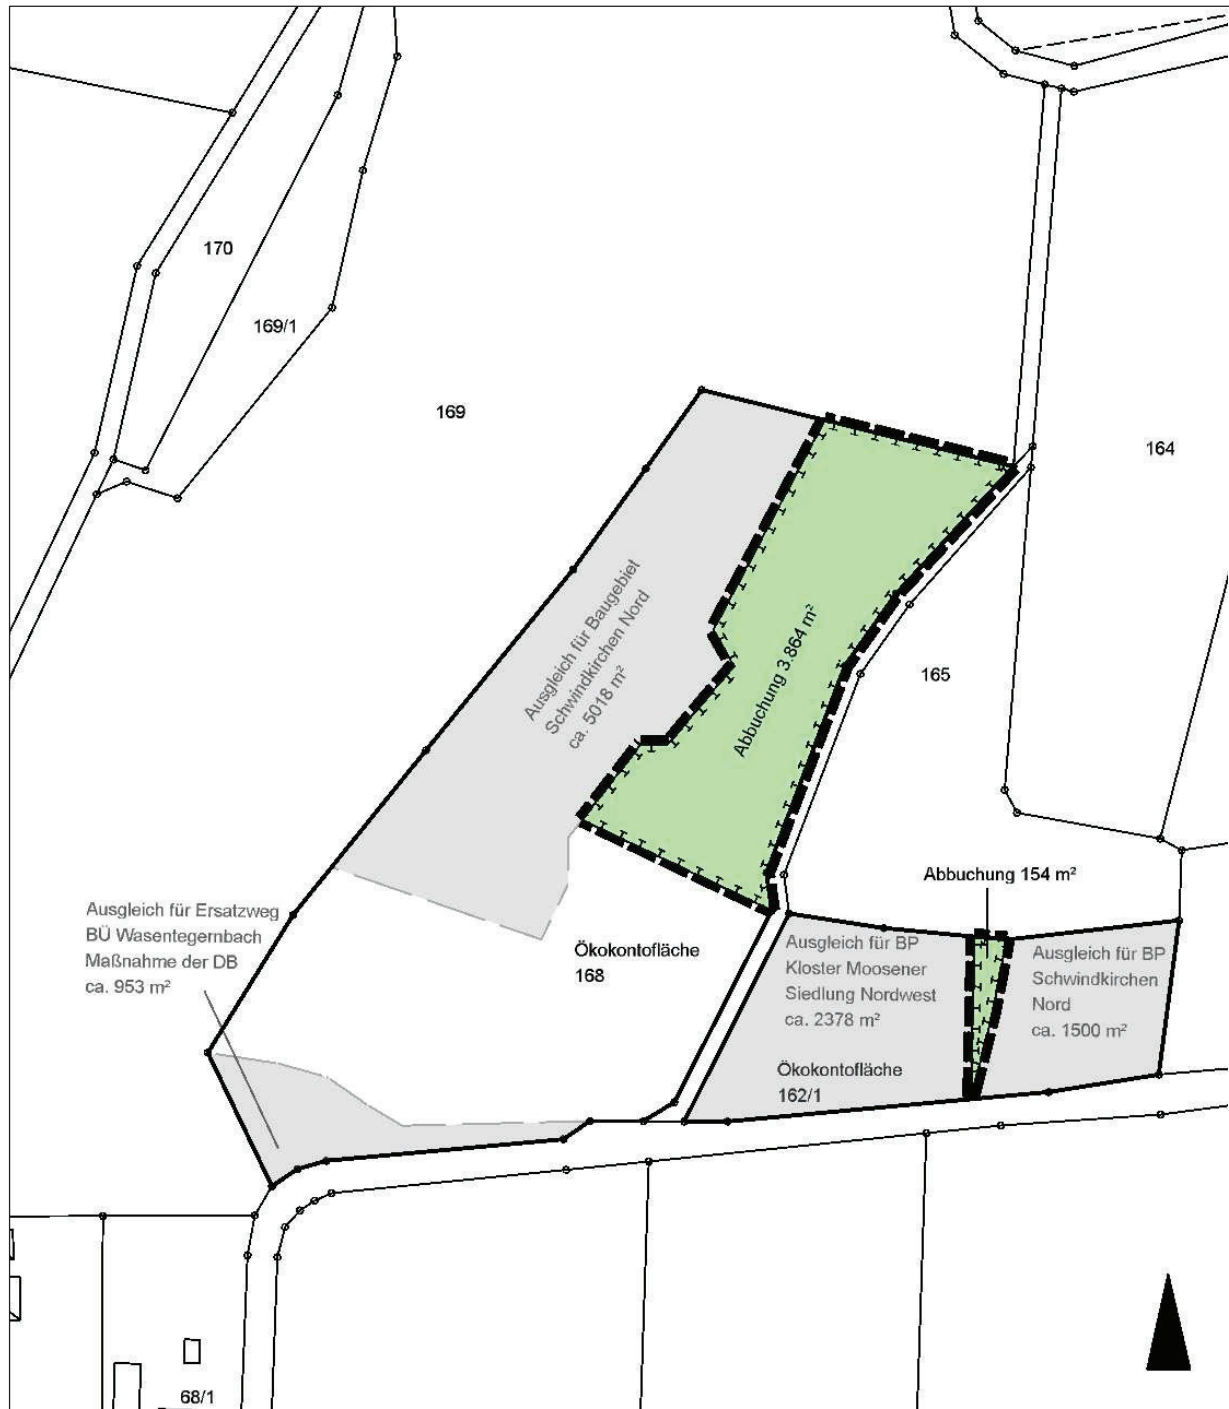 170
169/1
169
164
Ausgleich für Baugebiet
Schwindkirchen Nord
ca. 5018 m²
Abbuchung 3.864 m²
165
Abbuchung 154 m²
Ausgleich für Ersatzweg
BÜ Wasentegernbach
Maßnahme der DB
ca. 953 m²
Ökokontofläche
168
Ausgleich für BP
Kloster Moosener
Siedlung Nordwest
ca. 2378 m²
Ausgleich für BP
Schwindkirchen
Nord
ca. 1500 m²
Ökokontofläche
162/1
68/1